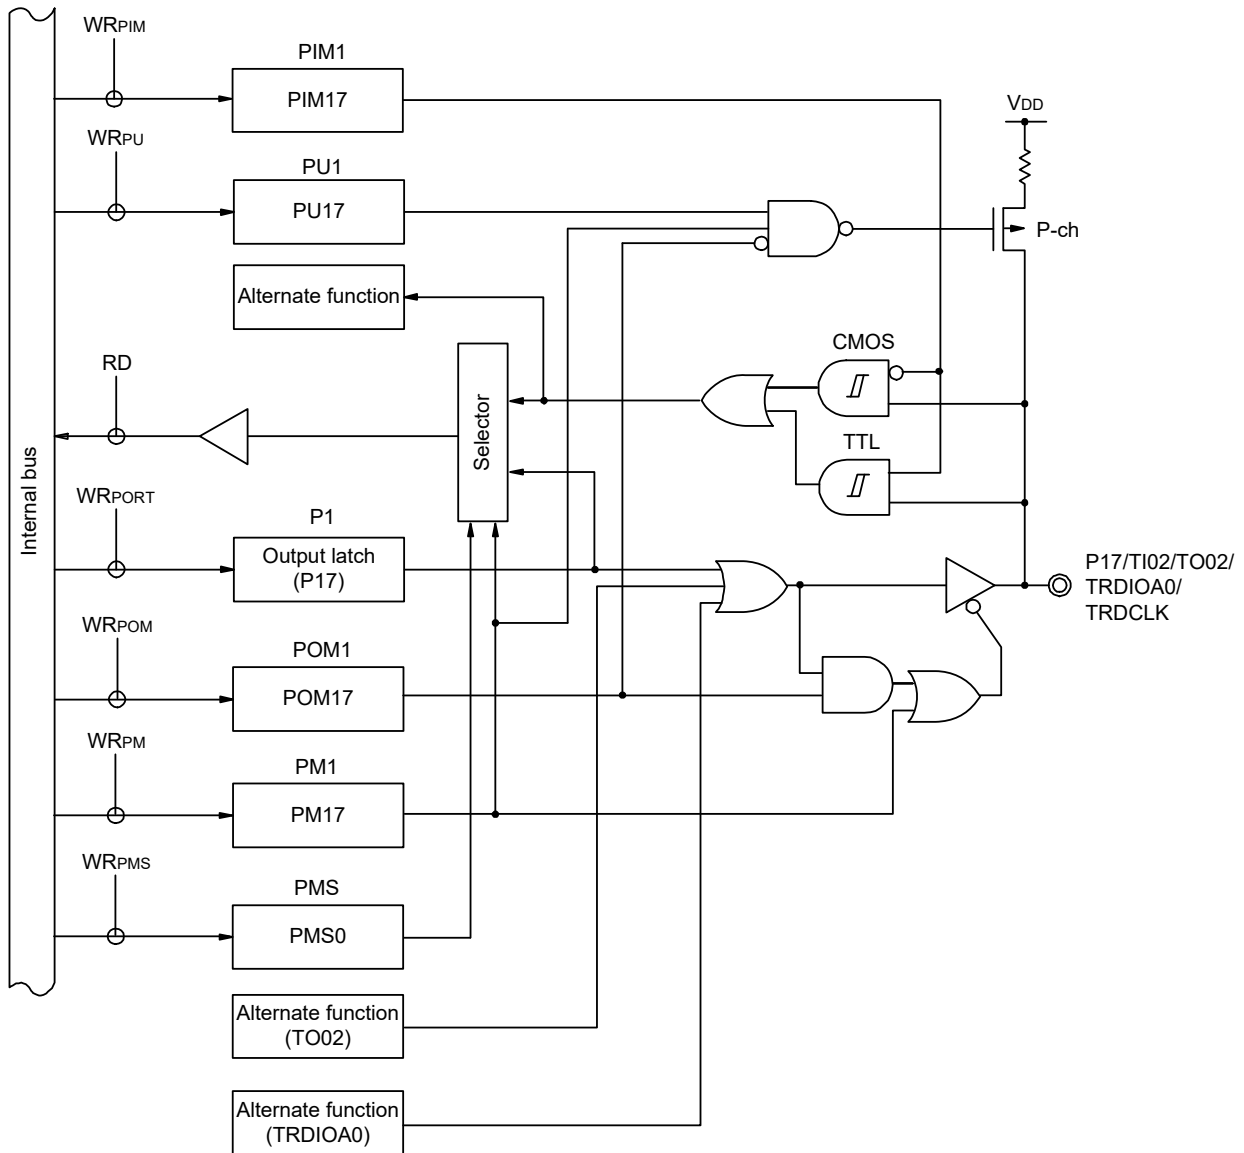 WRPIM
PIM1
PIM17
VDD
WRPU
PU1
PU17
P-ch
Alternate function
CMOS
RD
Selector
TTL
Internal bus
WRPORT
P1
Output latch
(P17)
P17/TI02/TO02/
TRDIOA0/
TRDCLK
WRPOM
POM1
POM17
WRPM
PM1
PM17
WRPMS
PMS
PMS0
Alternate function
(TO02)
Alternate function
(TRDIOA0)